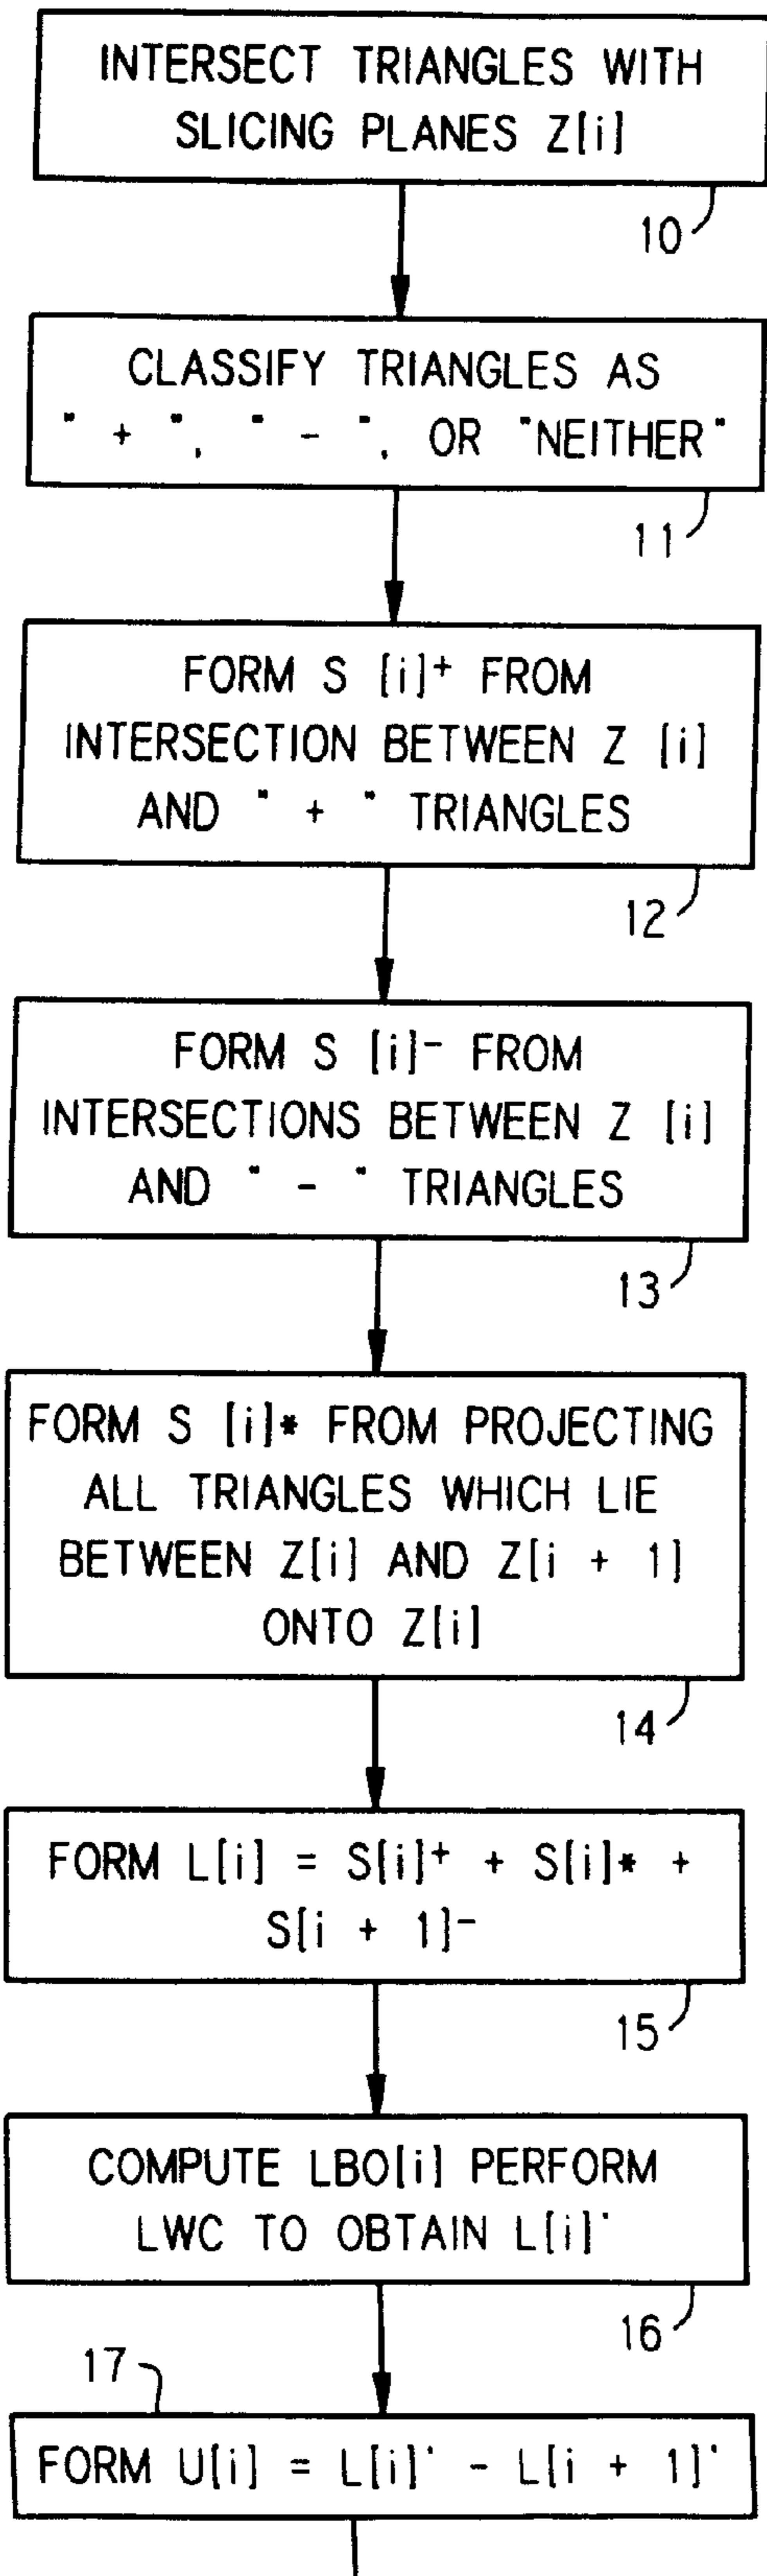 INTERSECT TRIANGLES WITH
SLICING PLANES Z[i]
10
CLASSIFY TRIANGLES AS
" + ", " - ", OR "NEITHER"
11
FORM S [i]+ FROM
INTERSECTION BETWEEN Z [i]
AND " + " TRIANGLES
12
FORM S [i]- FROM
INTERSECTIONS BETWEEN Z [i]
AND " - " TRIANGLES
13
FORM S [i]* FROM PROJECTING
ALL TRIANGLES WHICH LIE
BETWEEN Z[i] AND Z[i + 1]
ONTO Z[i]
14
FORM L[i] = S[i]+ + S[i]* +
S[i + 1]-
15
COMPUTE LBO[i] PERFORM
LWC TO OBTAIN L[i]'
16
17
FORM U[i] = L[i]' - L[i + 1]'